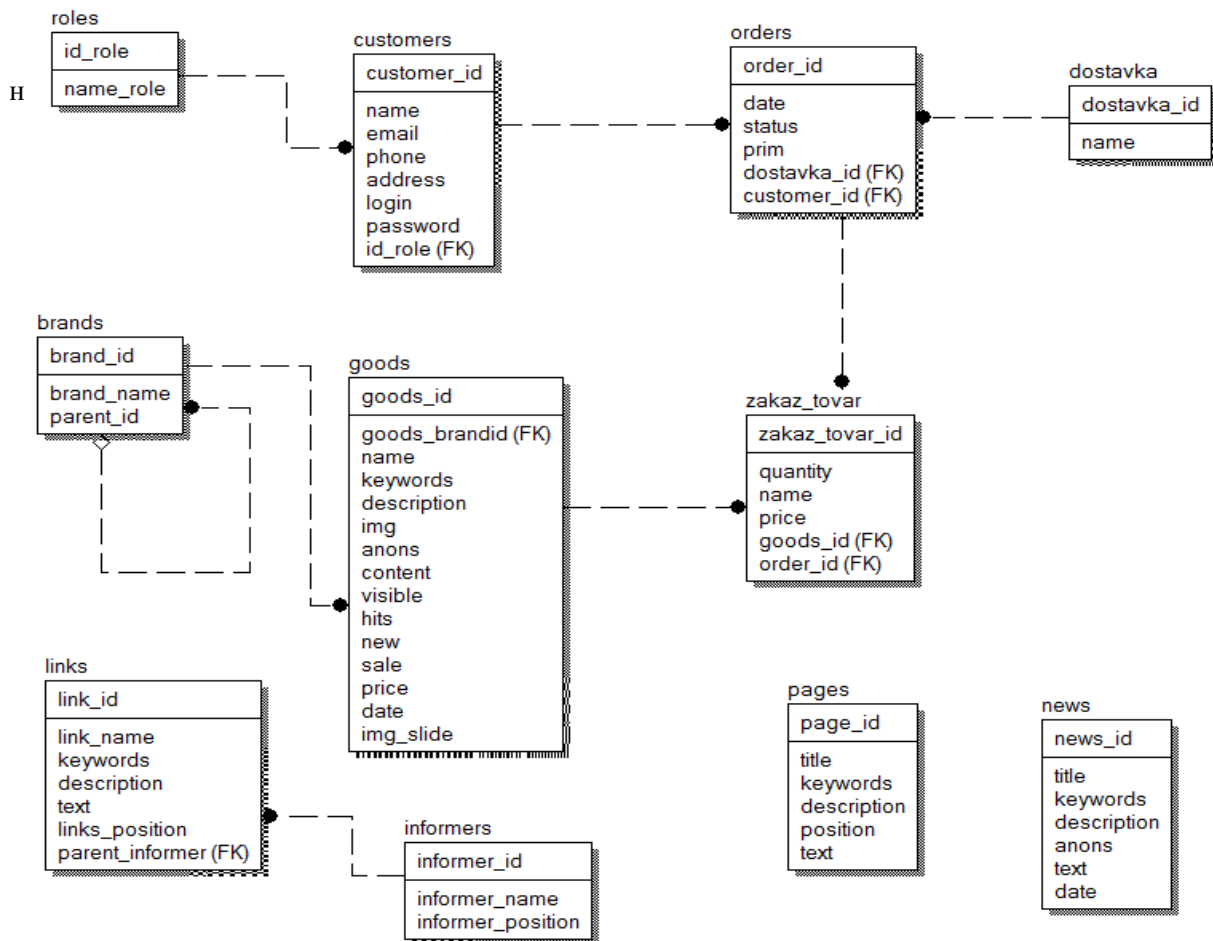 roles
id_role
name_role
н
customers
customer_id
name
email
phone
address
login
password
id_role (FK)
orders
order_id
date
status
prim
dostavka_id (FK)
customer_id (FK)
dostavka
dostavka_id
name
brands
brand_id
brand_name
parent_id
goods
goods_id
goods_brandid (FK)
name
keywords
description
img
anons
content
visible
hits
new
sale
price
date
img_slide
zakaz_tovar
zakaz_tovar_id
quantity
name
price
goods_id (FK)
order_id (FK)
links
link_id
link_name
keywords
description
text
links_position
parent_informer (FK)
informers
informer_id
informer_name
informer_position
pages
page_id
title
keywords
description
position
text
news
news_id
title
keywords
description
anons
text
date